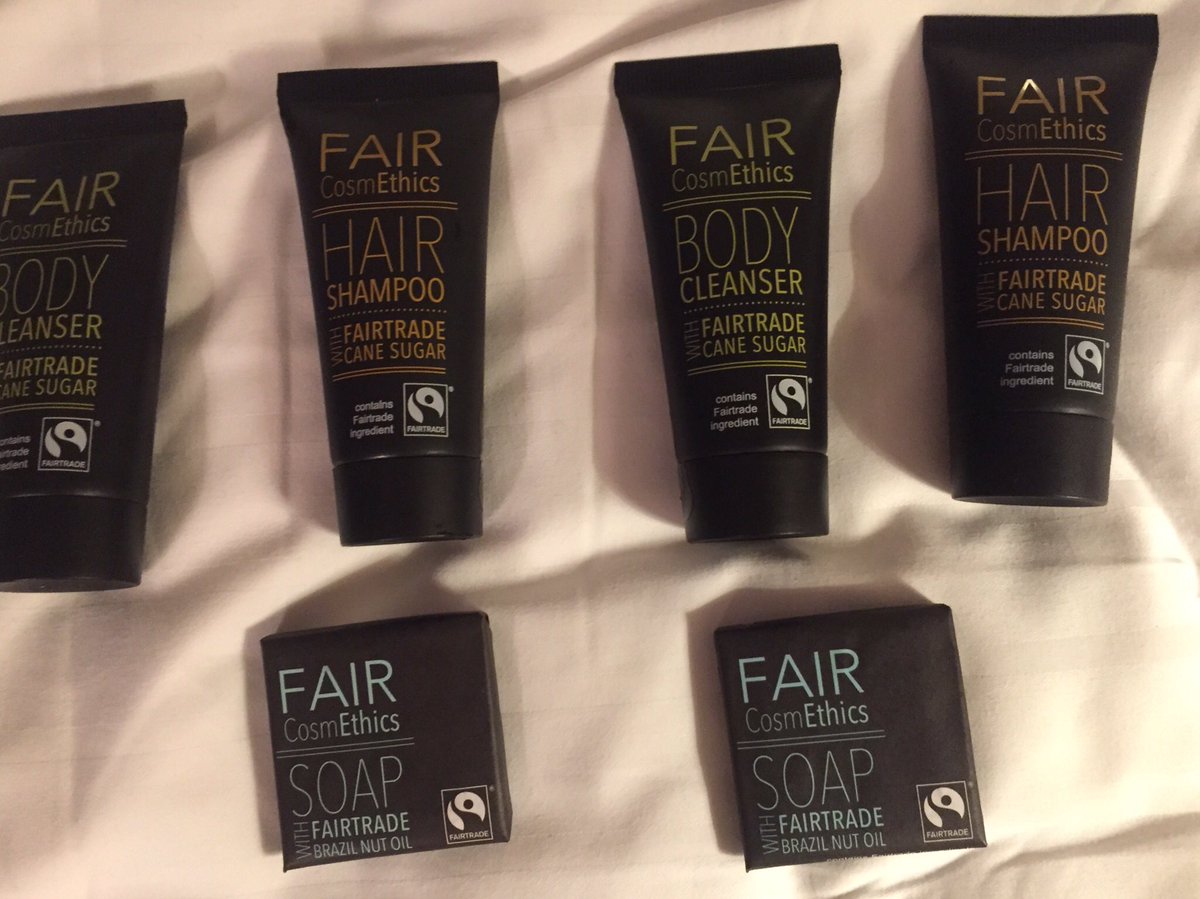 FAIR
CosmEthics
BODY
LEANSER
FAIRTRADE
CANE SUGAR
FAIRTRADE
FAIR
CosmEthics
HAIR
SHAMPOO
WITH FAIRTRADE
CANE SUGAR
contains
Fairtrade
ingredient
FAIRTRADE
FAIR
CosmEthics
BODY
CLEANSER
WITH FAIRTRADE
CANE SUGAR
contains
Fairtrade
ingredient
FAIRTRADE
FAIR
CosmEthics
HAIR
SHAMPOO
WITH FAIRTRADE
CANE SUGAR
contains
Fairtrade
ingredient
FAIRTRADE
FAIR
CosmEthics
SOAP
WITH FAIRTRADE
BRAZIL NUT OIL
FAIRTRADE
FAIR
CosmEthics
SOAP
WITH FAIRTRADE
BRAZIL NUT OIL
FAIRTRADE